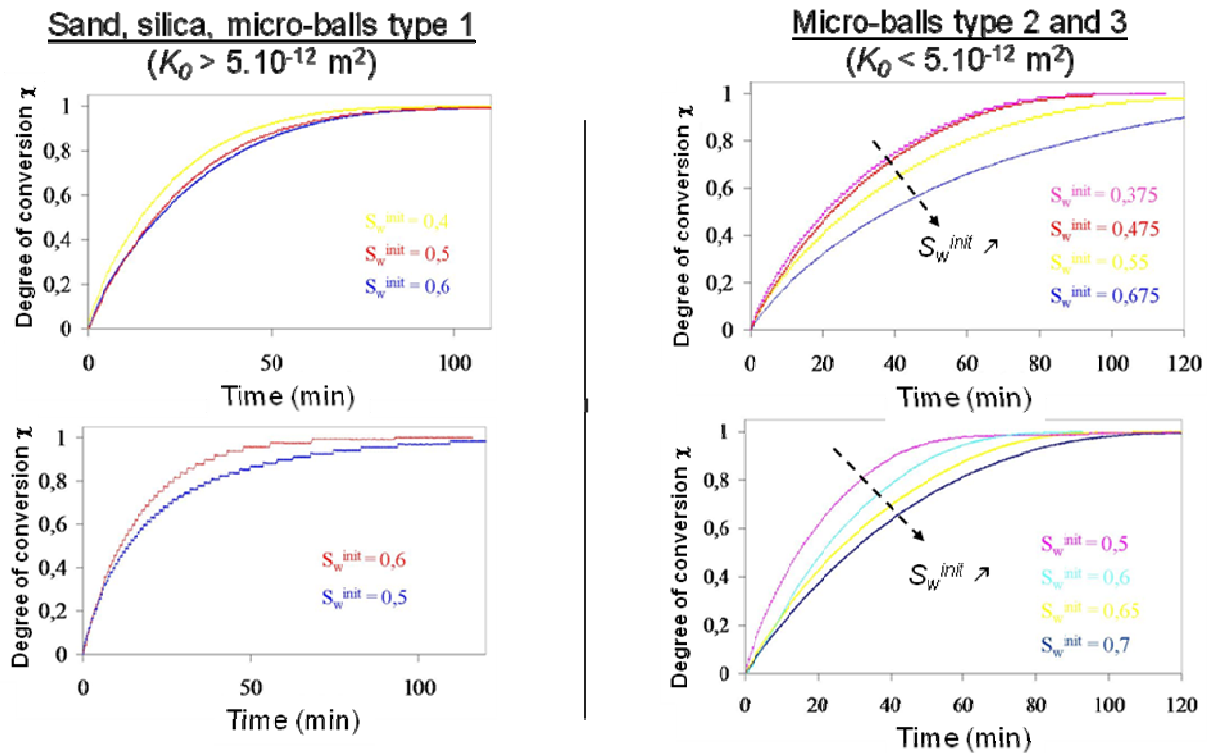 Sand, silica, micro-balls type 1
(K0 > 5.10-12 m2)
Degree of conversion χ
1
0,8
0,6
0,4
0,2
0
Sw init = 0,4
Sw init = 0,5
Sw init = 0,6
0 50 100
Time (min)
Degree of conversion χ
1
0,8
0,6
0,4
0,2
0
Sw init = 0,6
Sw init = 0,5
0 50 100
Time (min)
Micro-balls type 2 and 3
(K0 < 5.10-12 m2)
Degree of conversion χ
1
0,8
0,6
0,4
0,2
0
Sw init ↗
Sw init = 0,375
Sw init = 0,475
Sw init = 0,55
Sw init = 0,675
0 20 40 60 80 100 120
Time (min)
Degree of conversion χ
1
0,8
0,6
0,4
0,2
0
Sw init ↗
Sw init = 0,5
Sw init = 0,6
Sw init = 0,65
Sw init = 0,7
0 20 40 60 80 100 120
Time (min)